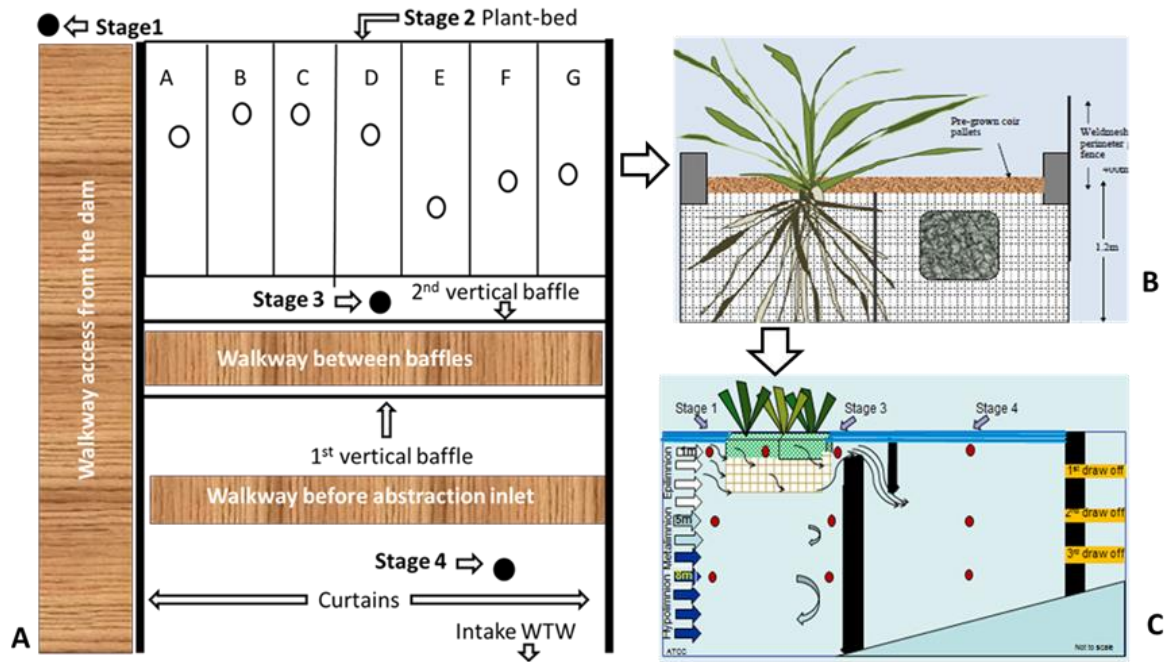 Stage1
Stage 2 Plant-bed
A
B
C
D
E
F
G
Walkway access from the dam
Stage 3
2nd vertical baffle
Walkway between baffles
1st vertical baffle
Walkway before abstraction inlet
Stage 4
Curtains
Intake WTW
A
Pre-grown coir
pallets
Weldmesh
perimeter
fence
1.2m
B
Stage 1
Stage 3
Stage 4
1m
5m
8m
Epilimnion
Metalimnion
Hypolimnion
1st draw off
2nd draw off
3rd draw off
Not to scale
ATCC
C